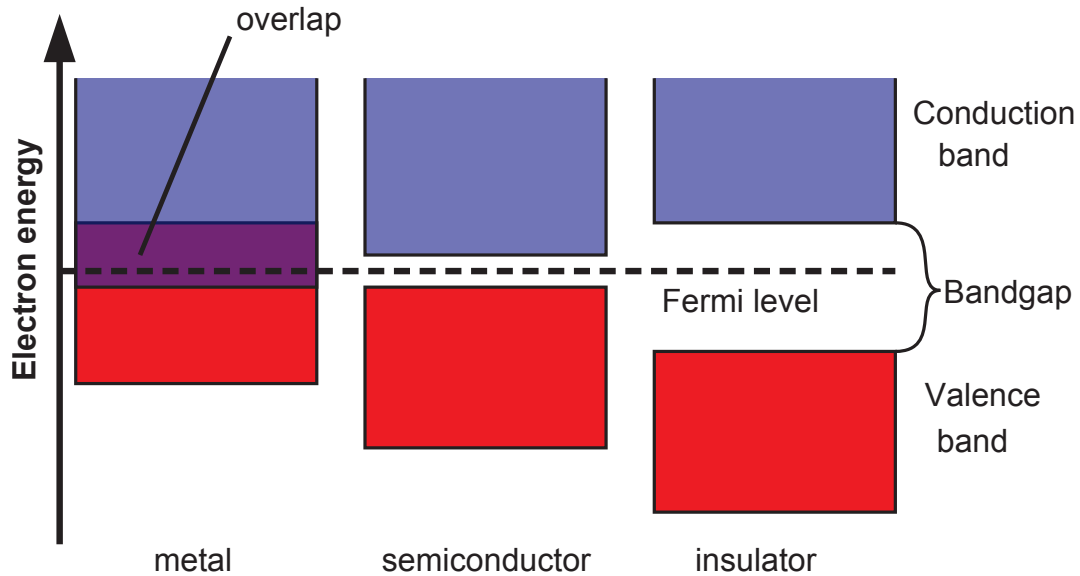 overlap
Electron energy
Conduction
band
Fermi level
Bandgap
Valence
band
metal
semiconductor
insulator